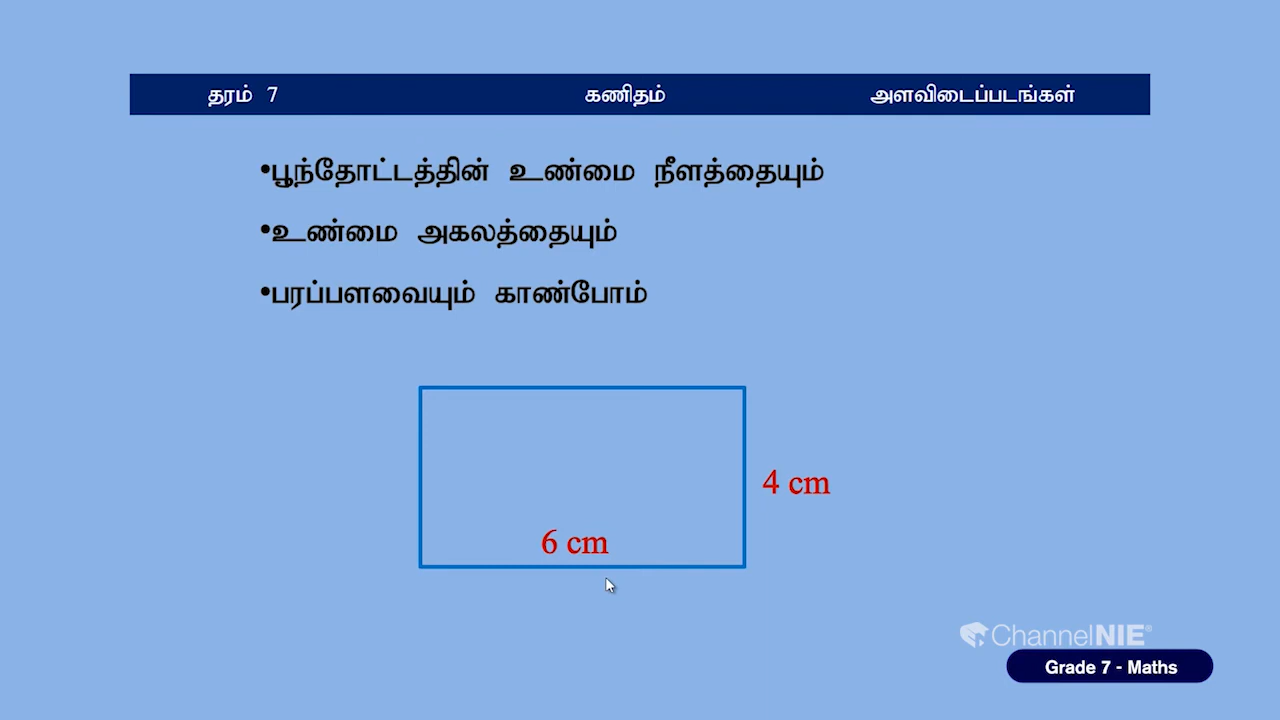 தரம் 7 கணிதம் அளவிடைப்படங்கள்
•பூந்தோட்டத்தின் உண்மை நீளத்தையும்
•உண்மை அகலத்தையும்
•பரப்பளவையும் காண்போம்
4 cm
6 cm
ChannelNIE®
Grade 7 - Maths